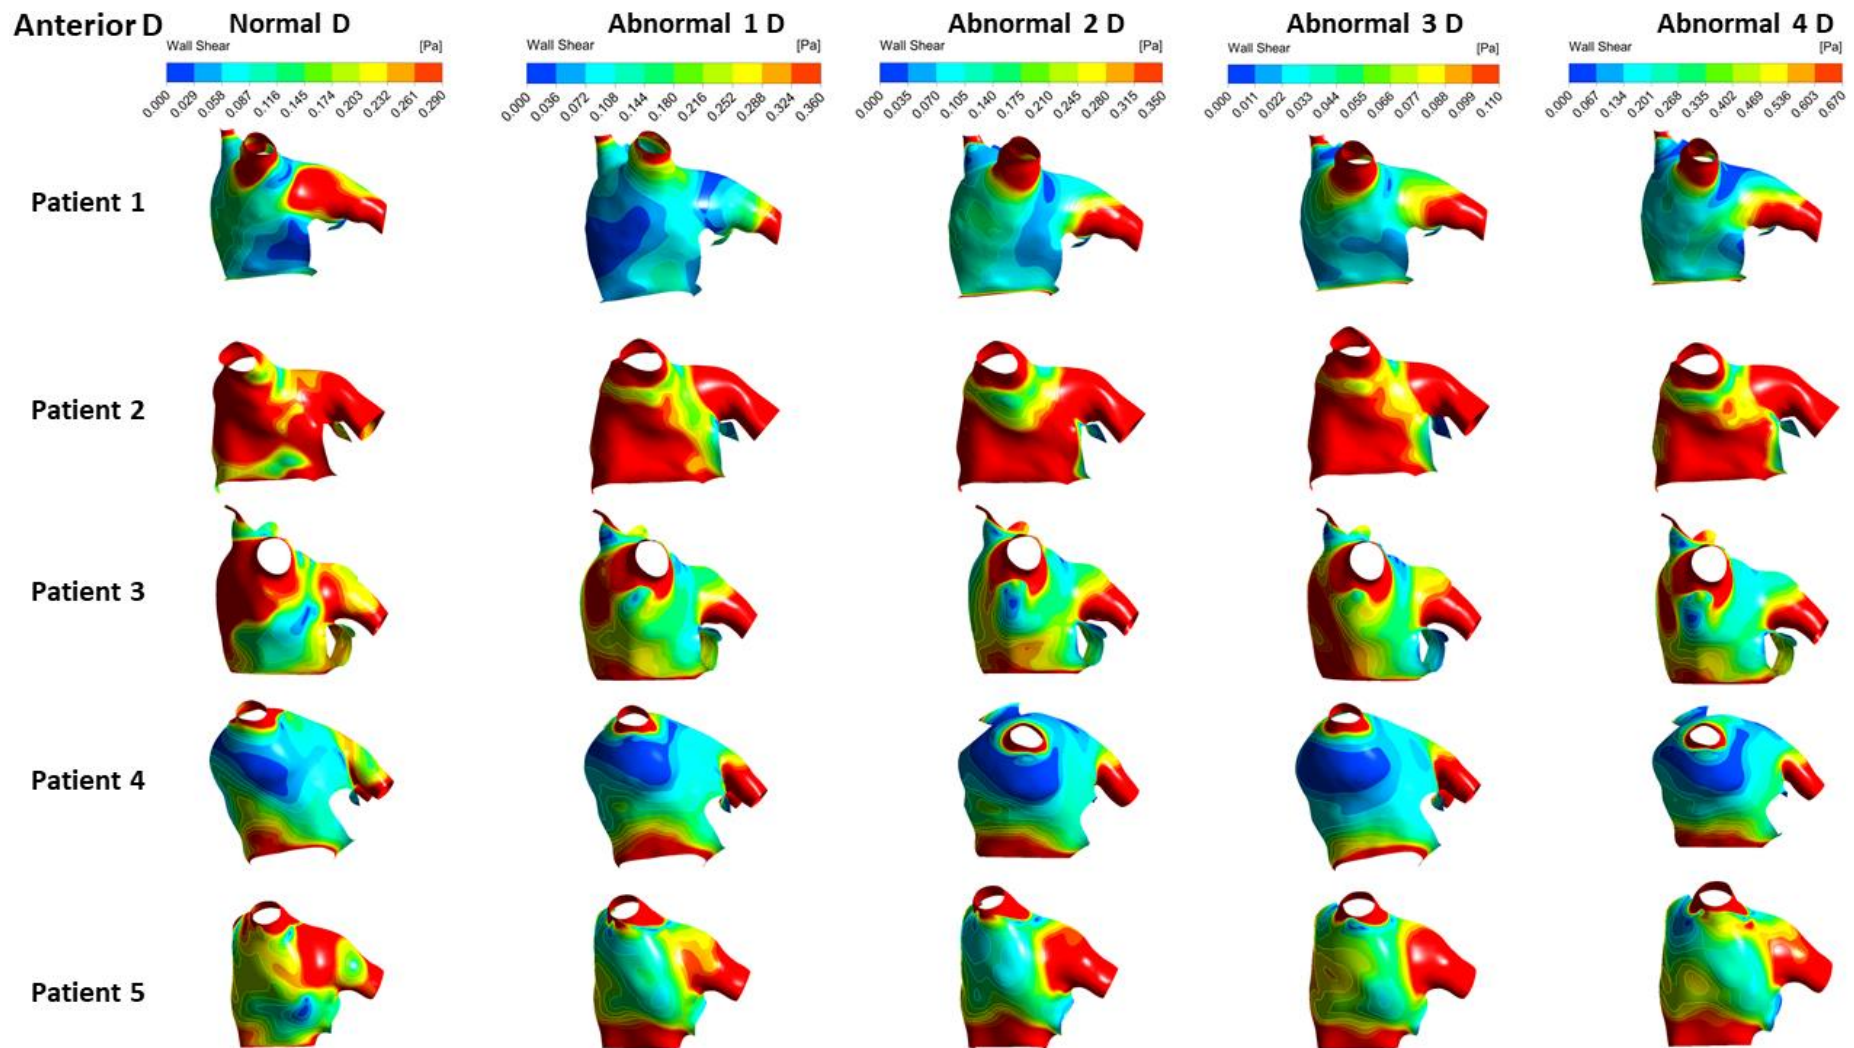 Anterior D Normal D Abnormal 1 D Abnormal 2 D Abnormal 3 D Abnormal 4 D
Wall Shear [Pa] Wall Shear [Pa] Wall Shear [Pa] Wall Shear [Pa] Wall Shear [Pa]
0.000 0.029 0.058 0.087 0.116 0.145 0.174 0.203 0.232 0.261 0.290
0.000 0.036 0.072 0.108 0.144 0.180 0.216 0.252 0.288 0.324 0.360
0.000 0.035 0.070 0.105 0.140 0.175 0.210 0.245 0.280 0.315 0.350
0.000 0.011 0.022 0.033 0.044 0.055 0.066 0.077 0.088 0.099 0.110
0.000 0.067 0.134 0.201 0.268 0.335 0.402 0.469 0.536 0.603 0.670
Patient 1
Patient 2
Patient 3
Patient 4
Patient 5